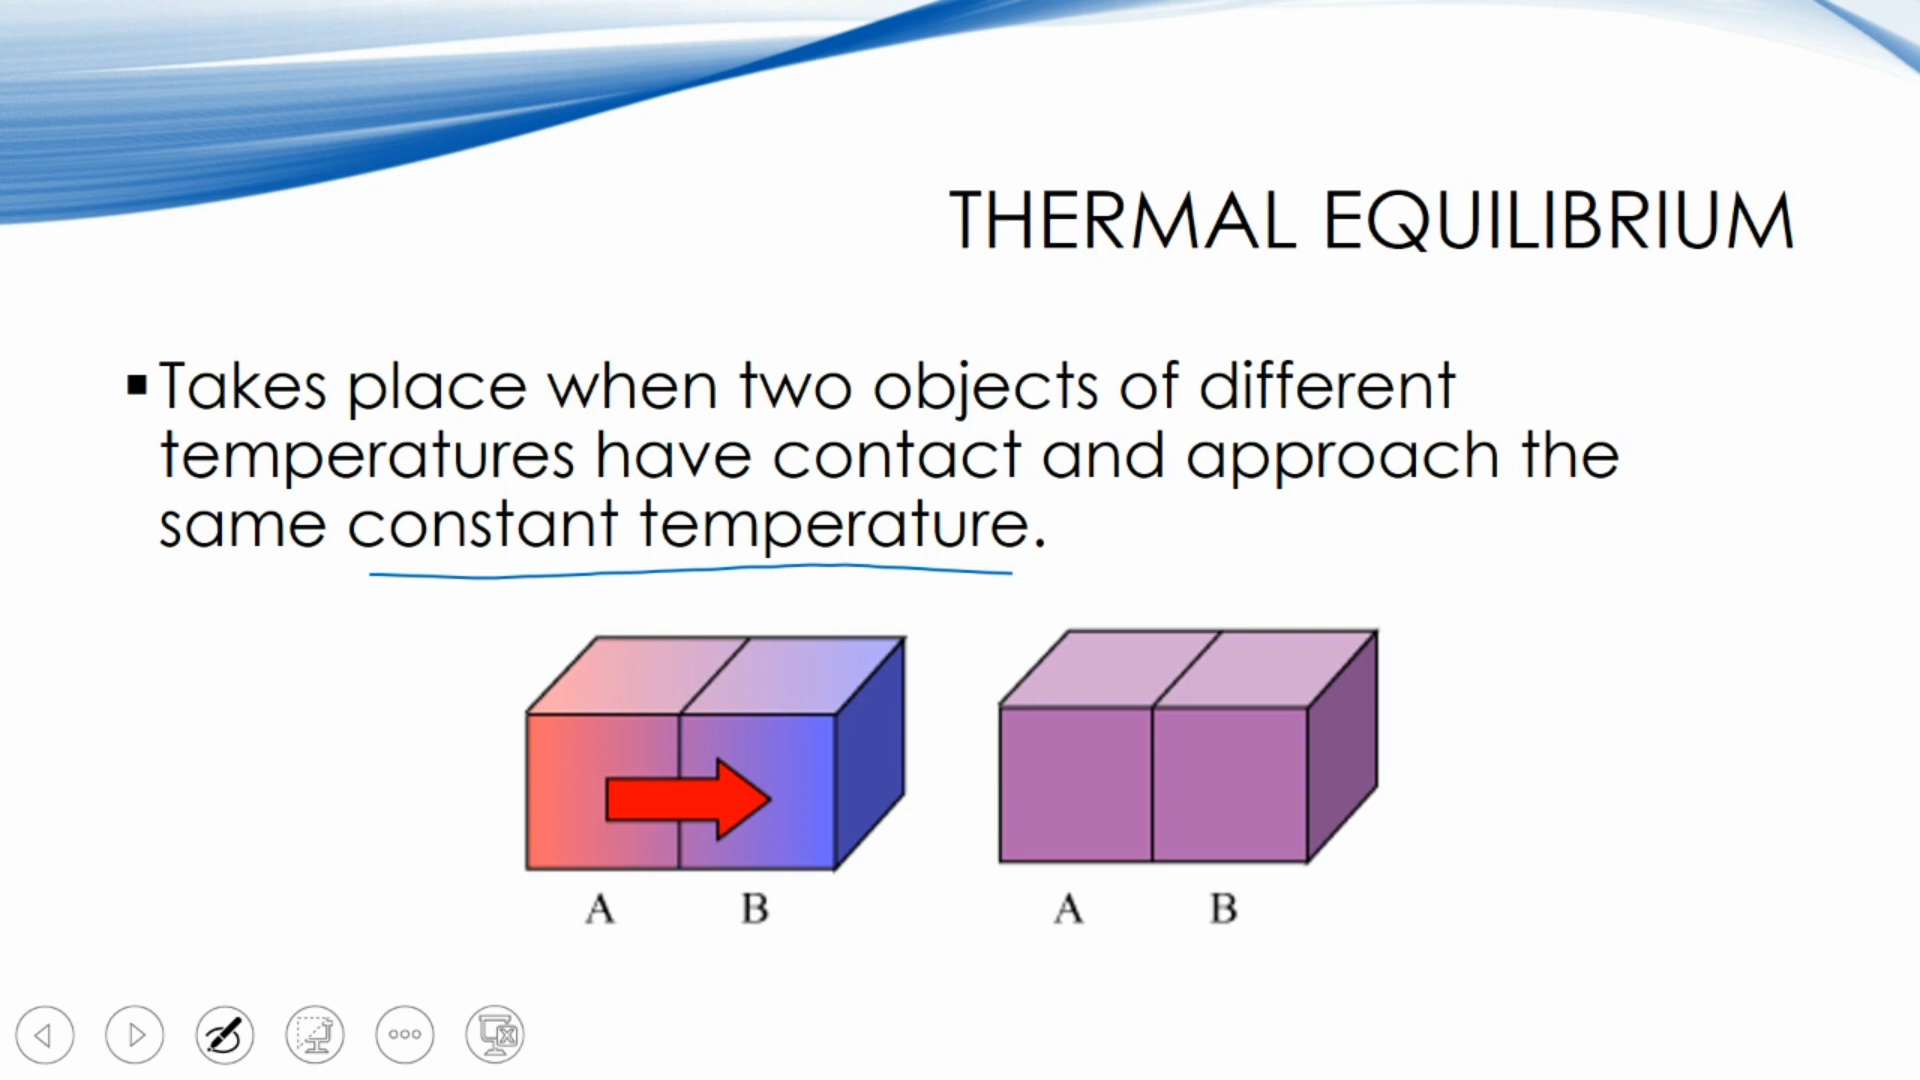 THERMAL EQUILIBRIUM
▪Takes place when two objects of different
temperatures have contact and approach the
same constant temperature.
A B A B